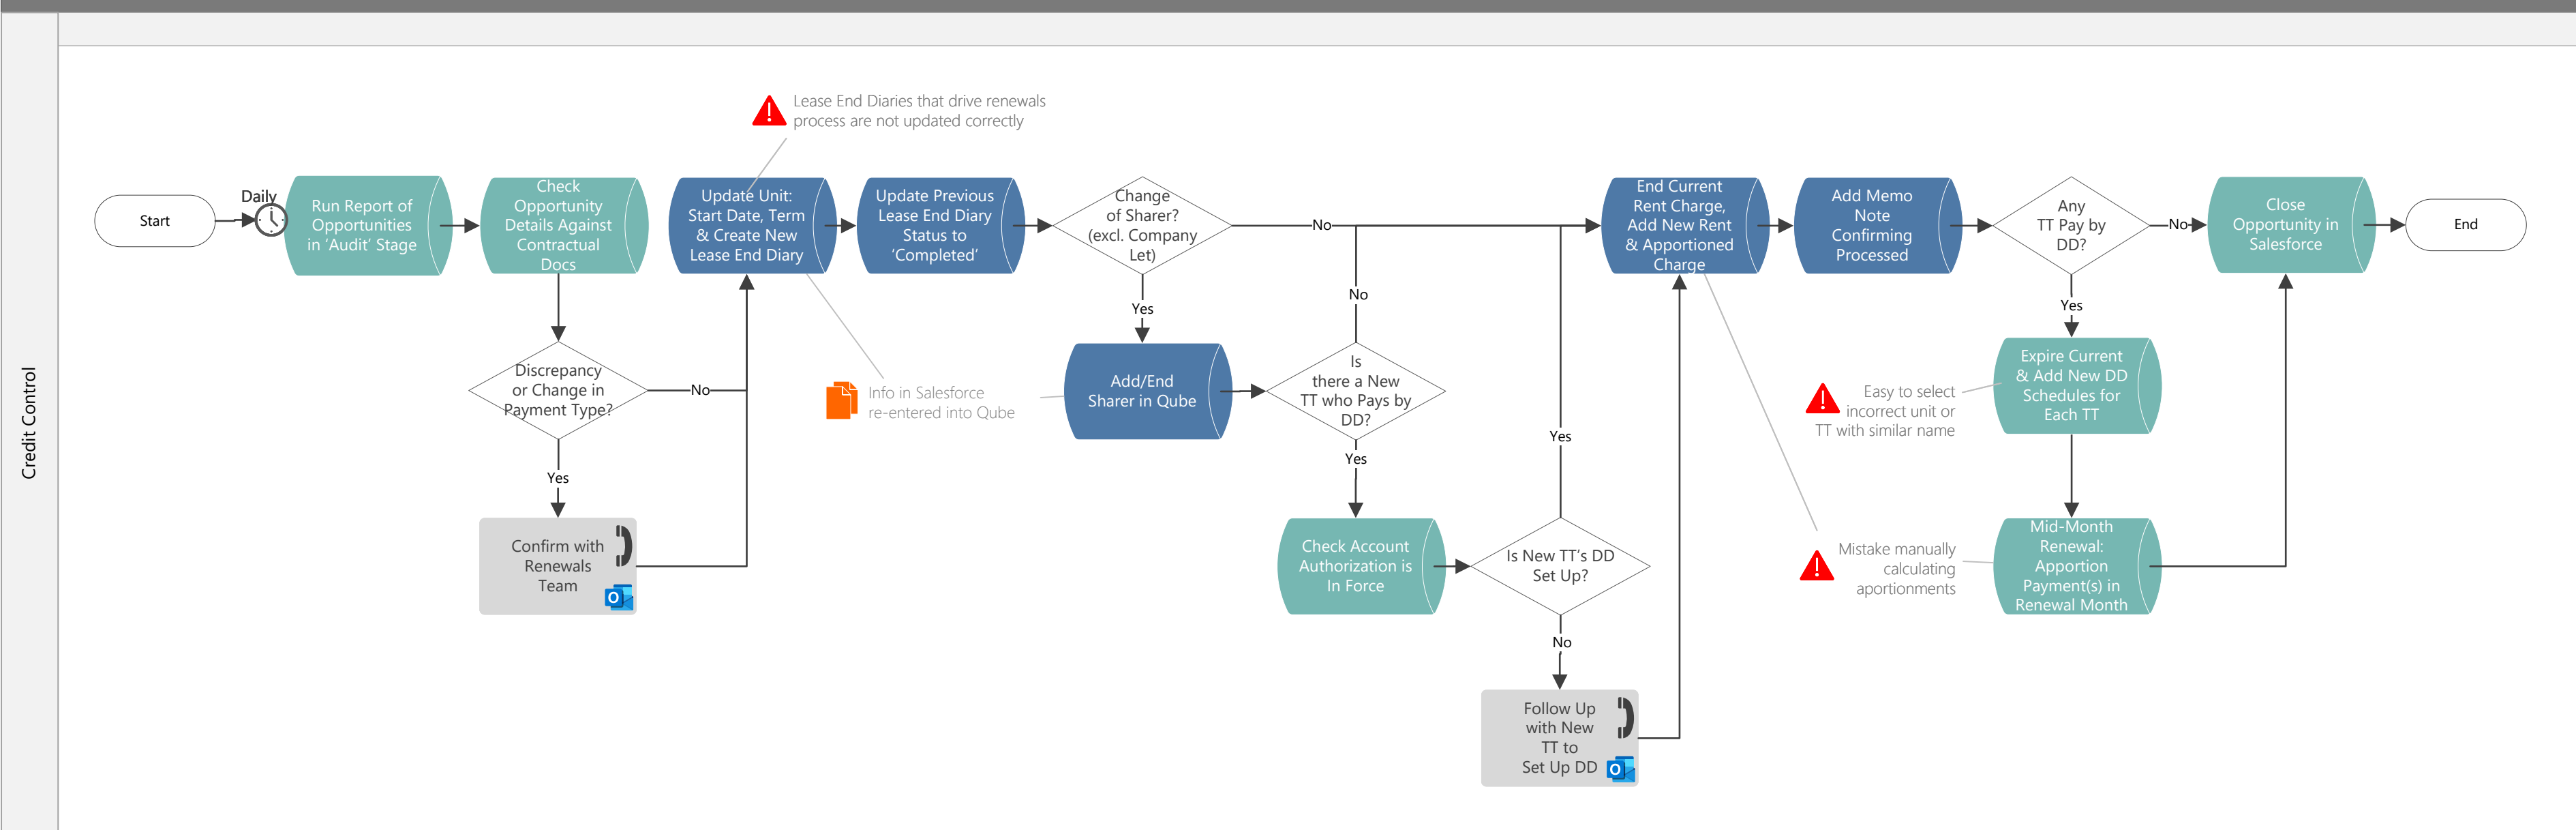 Credit Control
Start
Daily
Run Report of
Opportunities
in ‘Audit’ Stage
Check
Opportunity
Details Against
Contractual
Docs
Discrepancy
or Change in
Payment Type?
No
Yes
Confirm with
Renewals
Team
Lease End Diaries that drive renewals
process are not updated correctly
Update Unit:
Start Date, Term
& Create New
Lease End Diary
Update Previous
Lease End Diary
Status to
‘Completed’
Info in Salesforce
re-entered into Qube
Change
of Sharer?
(excl. Company
Let)
No
Yes
Add/End
Sharer in Qube
Is
there a New
TT who Pays by
DD?
No
Yes
Check Account
Authorization is
In Force
Is New TT’s DD
Set Up?
Yes
No
Follow Up
with New
TT to
Set Up DD
O
End Current
Rent Charge,
Add New Rent
& Apportioned
Charge
Add Memo
Note
Confirming
Processed
Any
TT Pay by
DD?
No
Yes
Expire Current
& Add New DD
Schedules for
Each TT
Easy to select
incorrect unit or
TT with similar name
Mid-Month
Renewal:
Apportion
Payment(s) in
Renewal Month
Mistake manually
calculating
aportionments
Close
Opportunity in
Salesforce
End